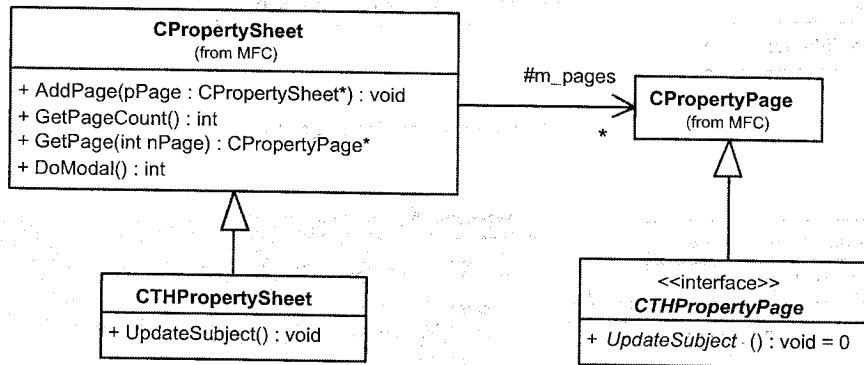 CPropertySheet
(from MFC)
+ AddPage(pPage : CPropertySheet*) : void
+ GetPageCount() : int
+ GetPage(int nPage) : CPropertyPage*
+ DoModal() : int
#m_pages
*
CPropertyPage
(from MFC)
CTHPropertySheet
+ UpdateSubject() : void
<<interface>>
CTHPropertyPage
+ UpdateSubject () : void = 0